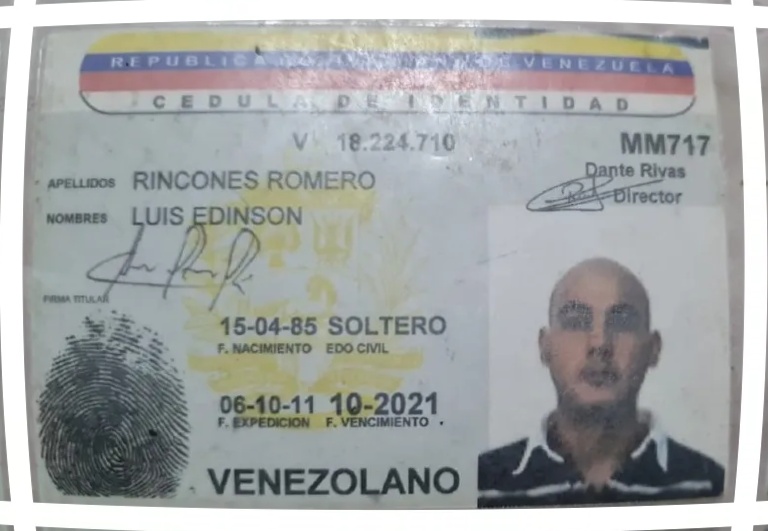 REPUBLICA BOLIVARIANA DE VENEZUELA
CEDULA DE IDENTIDAD
V 18.224.710 MM717
Dante Rivas
Director
APELLIDOS RINCONES ROMERO
NOMBRES LUIS EDINSON
FIRMA TITULAR
15-04-85 SOLTERO
F. NACIMIENTO EDO CIVIL
06-10-11 10-2021
F. EXPEDICION F. VENCIMIENTO
VENEZOLANO